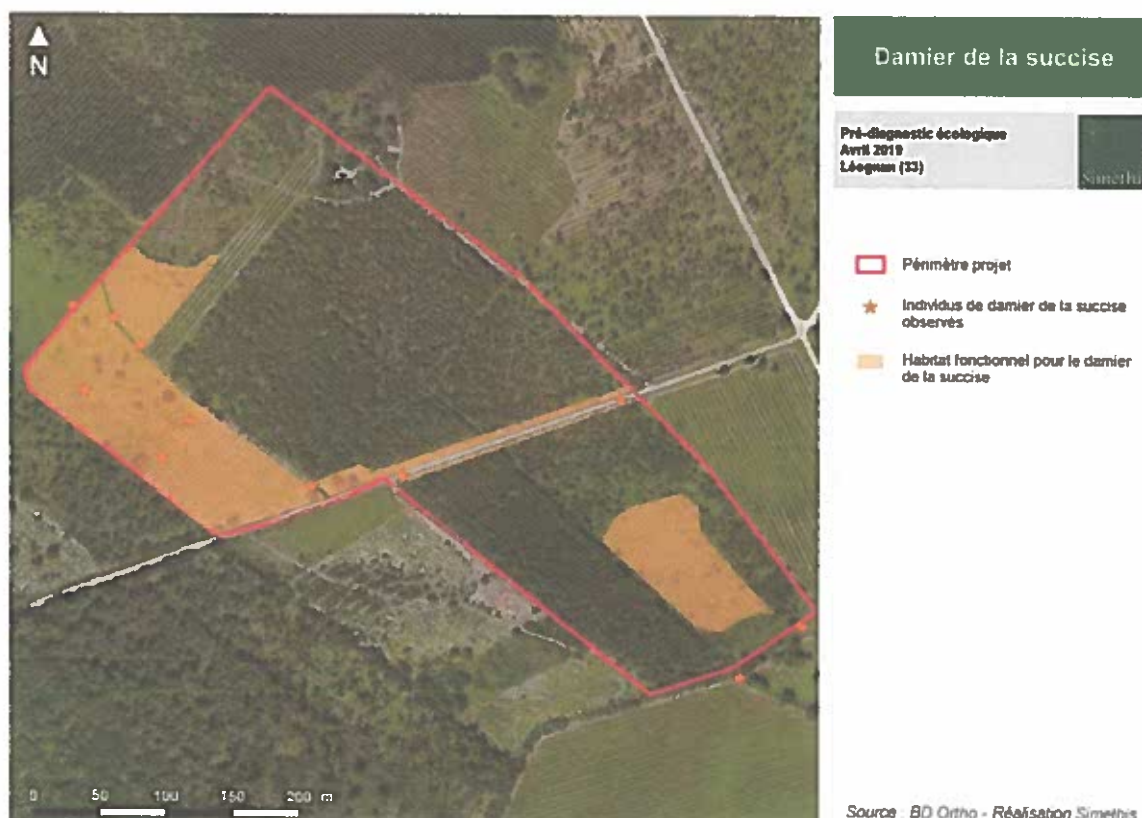 N
Damier de la succise
Pré-diagnostic écologique
Avril 2019
Léognan (33)
Simethis
Périmètre projet
Individus de damier de la succise
observés
Habitat fonctionnel pour le damier
de la succise
0 50 100 150 200 m
Source : BD Ortho - Réalisation Simethis